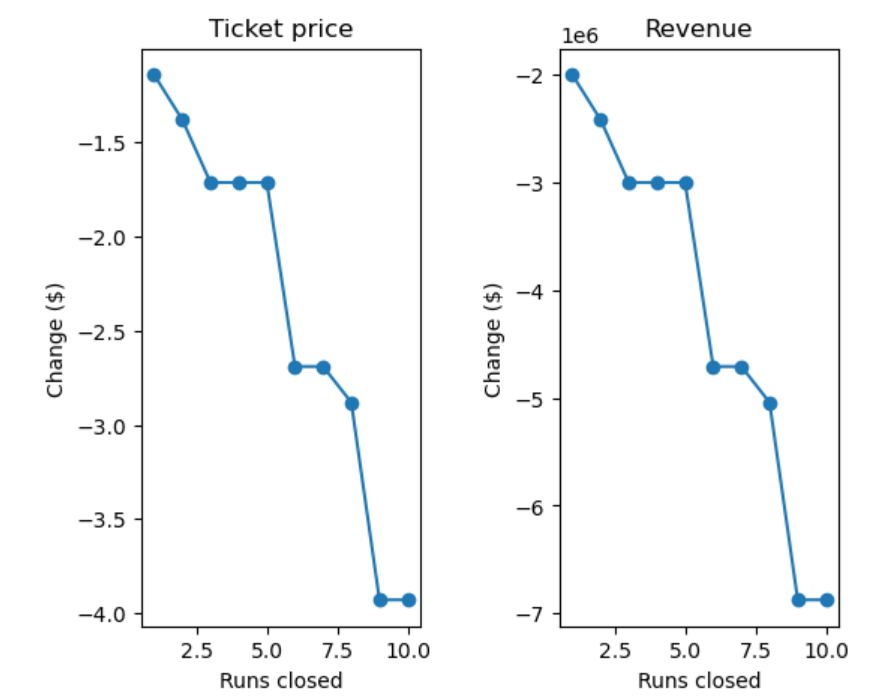 Ticket price
Change ($)
−1.5
−2.0
−2.5
−3.0
−3.5
−4.0
2.5 5.0 7.5 10.0
Runs closed
1e6
Revenue
Change ($)
−2
−3
−4
−5
−6
−7
2.5 5.0 7.5 10.0
Runs closed